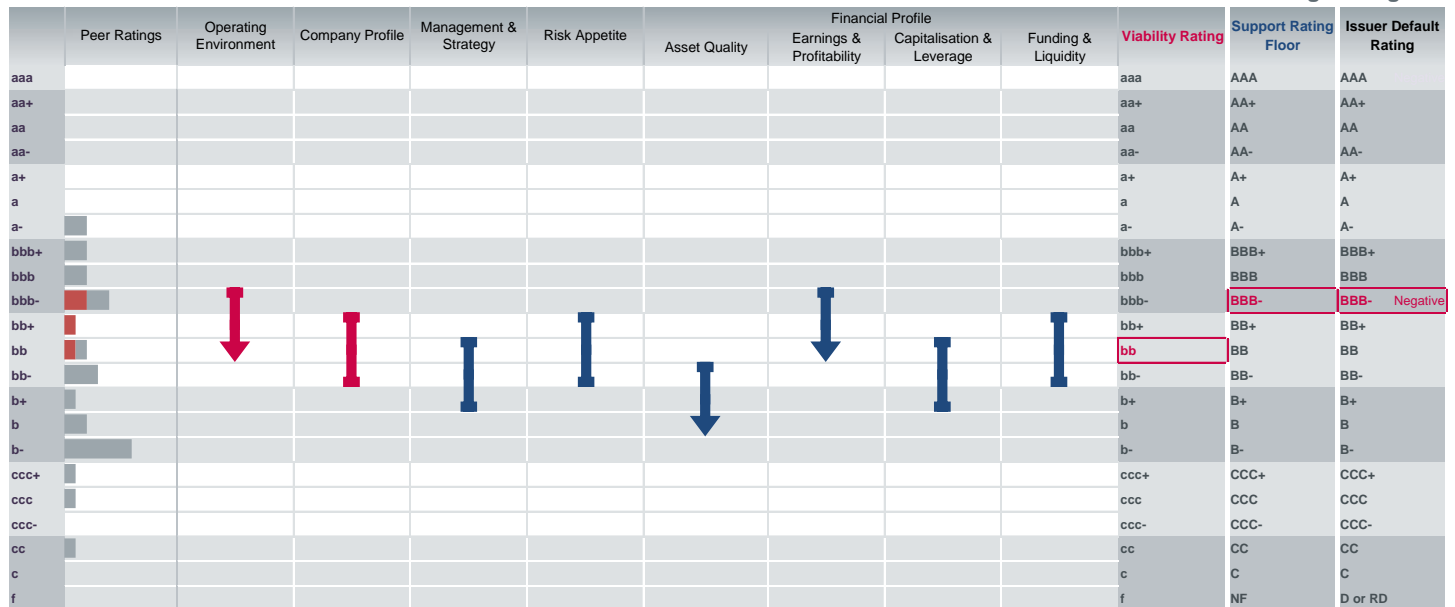 Financial Profile
Peer Ratings
Operating
Environment
Company Profile
Management &
Strategy
Risk Appetite
Asset Quality
Earnings &
Profitability
Capitalisation &
Leverage
Funding &
Liquidity
Viability Rating
Support Rating
Floor
Issuer Default
Rating
aaa aaa AAA AAA
aa+ aa+ AA+ AA+
aa aa AA AA
aa- aa- AA- AA-
a+ a+ A+ A+
a a A A
a- a- A- A-
bbb+ bbb+ BBB+ BBB+
bbb bbb BBB BBB
bbb- bbb- BBB- BBB- Negative
bb+ bb+ BB+ BB+
bb bb BB BB
bb- bb- BB- BB-
b+ b+ B+ B+
b b B B
b- b- B- B-
ccc+ ccc+ CCC+ CCC+
ccc ccc CCC CCC
ccc- ccc- CCC- CCC-
cc cc CC CC
c c C C
f f NF D or RD